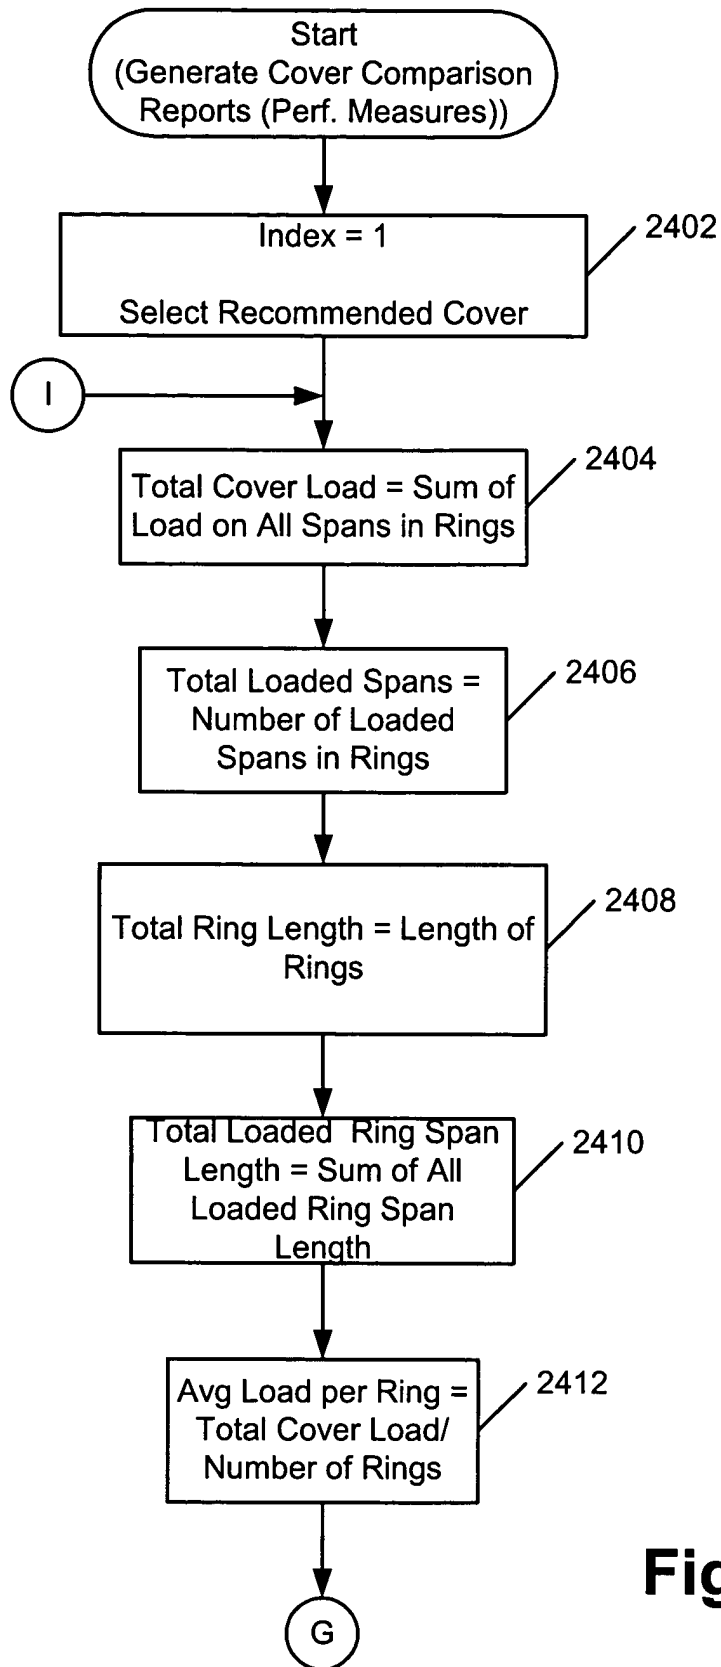 Start
(Generate Cover Comparison
Reports (Perf. Measures))
Index = 1
Select Recommended Cover
2402
I
Total Cover Load = Sum of
Load on All Spans in Rings
2404
Total Loaded Spans =
Number of Loaded
Spans in Rings
2406
Total Ring Length = Length of
Rings
2408
Total Loaded Ring Span
Length = Sum of All
Loaded Ring Span
Length
2410
Avg Load per Ring =
Total Cover Load/
Number of Rings
2412
G
Fig